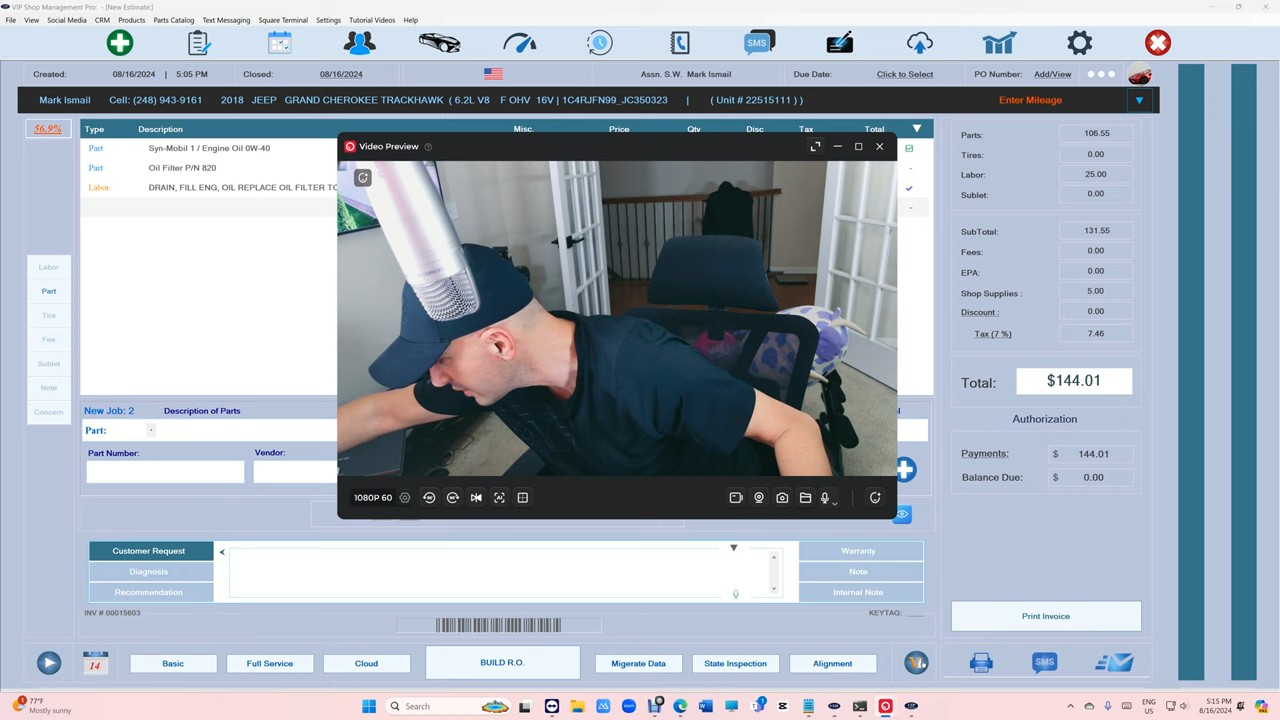 VIP Shop Management Pro: - [New Estimate:]
File View Social Media CRM Products Parts Catalog Text Messaging Square Terminal Settings Tutorial Videos Help
SMS
Created: 08/16/2024 | 5:05 PM Closed: 08/16/2024 Assn. S.W. Mark Ismail Due Date: Click to Select PO Number: Add/View
Mark Ismail Cell: (248) 943-9161 2018 JEEP GRAND CHEROKEE TRACKHAWK ( 6.2L V8 F OHV 16V | 1C4RJFN99_JC350323 | ( Unit # 22515111 ) ) Enter Mileage
56.9%
Type Description Misc. Price Qty Disc Tax Total
Part Syn-Mobil 1 / Engine Oil 0W-40
Part Oil Filter P/N 820
Labor DRAIN, FILL ENG, OIL REPLACE OIL FILTER TO
Video Preview
1080P 60
Labor
Part
Tire
Fee
Sublet
Note
Concern
New Job: 2 Description of Parts
Part: -
Part Number: Vendor:
Parts: 106.55
Tires: 0.00
Labor: 25.00
Sublet: 0.00
SubTotal: 131.55
Fees: 0.00
EPA: 0.00
Shop Supplies : 5.00
Discount : 0.00
Tax (7 %) 7.46
Total: $144.01
Authorization
Payments: $ 144.01
Balance Due: $ 0.00
Customer Request
Diagnosis
Recommendation
Warranty
Note
Internal Note
INV # 00015603 KEYTAG: ____
Print Invoice
14 Basic Full Service Cloud BUILD R.O. Migerate Data State Inspection Alignment SMS
77°F
Mostly sunny
Search
ENG
US
5:15 PM
8/16/2024